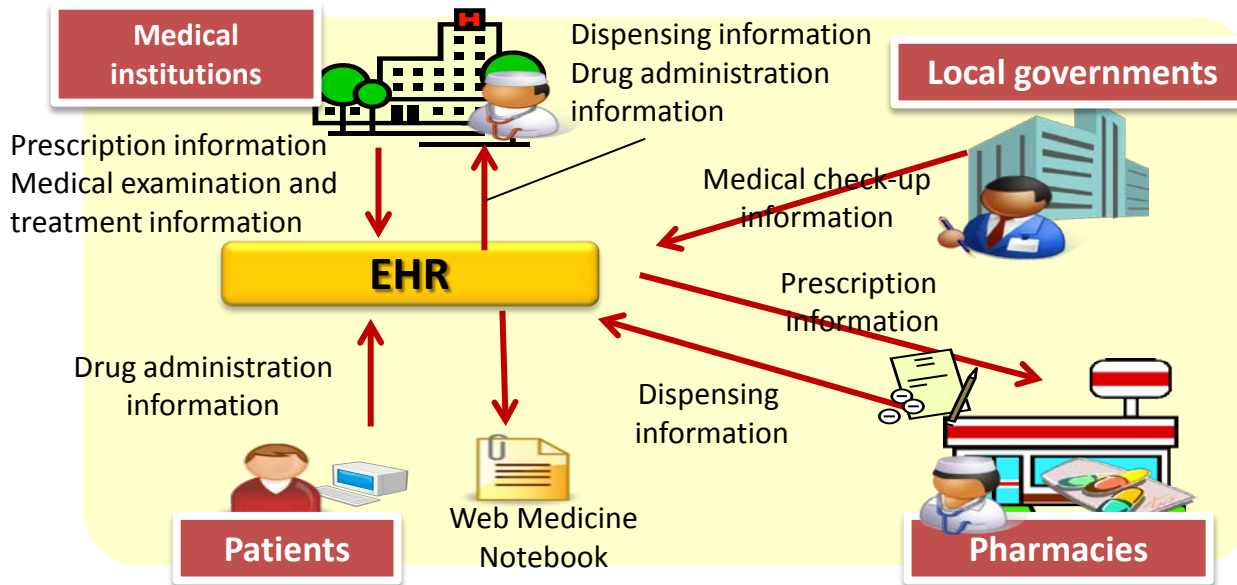 Medical
institutions
H
Dispensing information
Drug administration
information
Local governments
Prescription information
Medical examination and
treatment information
Medical check-up
information
EHR
Prescription
information
Drug administration
information
Dispensing
information
Web Medicine
Notebook
Patients
Pharmacies